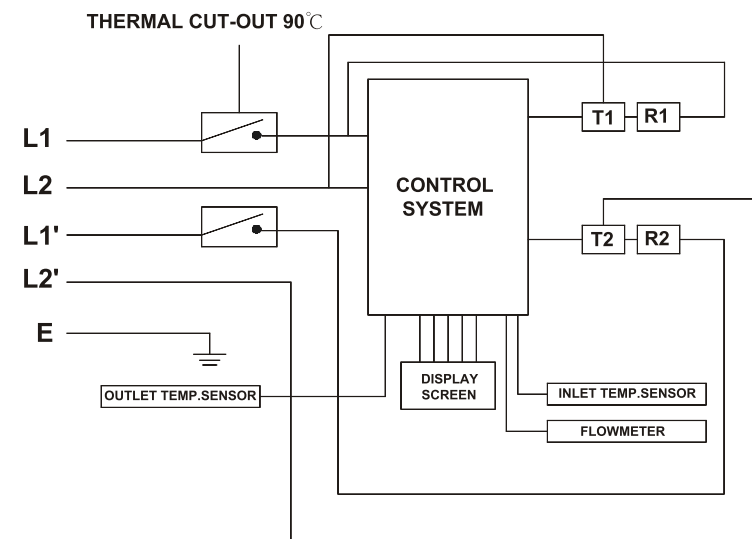 THERMAL CUT-OUT 90℃
L1
L2
L1'
L2'
E
CONTROL
SYSTEM
T1
R1
T2
R2
OUTLET TEMP.SENSOR
DISPLAY
SCREEN
INLET TEMP.SENSOR
FLOWMETER